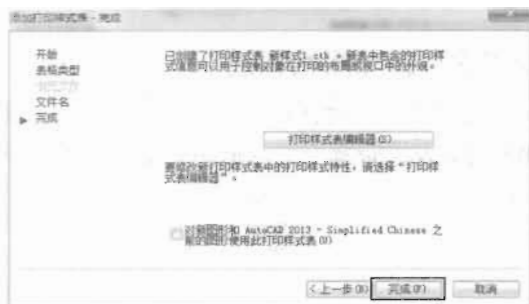 添加打印样式表 - 完成
开始
表格类型
文件名
完成
已创建了打印样式表 新样式1.ctb。新表中包含的打印样
式信息可以用于控制对象在打印的布局或视口中的外观。
打印样式表编辑器(S)...
要修改新打印样式表中的打印样式特性，请选择“打印样
式表编辑器”。
对新图形和 AutoCAD 2013 - Simplified Chinese 之
前的图形使用此打印样式表(U)
<上一步(B)
完成(F)
取消